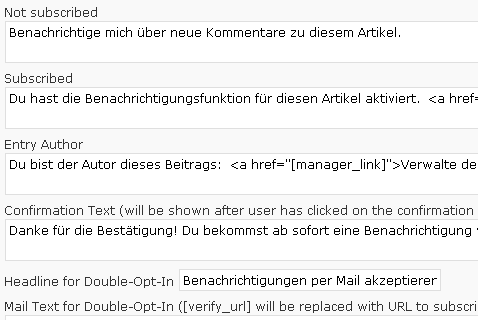 Not subscribed
Benachrichtige mich über neue Kommentare zu diesem Artikel.
Subscribed
Du hast die Benachrichtigungsfunktion für diesen Artikel aktiviert. <a href=
Entry Author
Du bist der Autor dieses Beitrags: <a href="[manager_link]">Verwalte de
Confirmation Text (will be shown after user has clicked on the confirmation
Danke für die Bestätigung! Du bekommst ab sofort eine Benachrichtigung
Headline for Double-Opt-In Benachrichtigungen per Mail akzeptieren
Mail Text for Double-Opt-In ([verify_url] will be replaced with URL to subscri